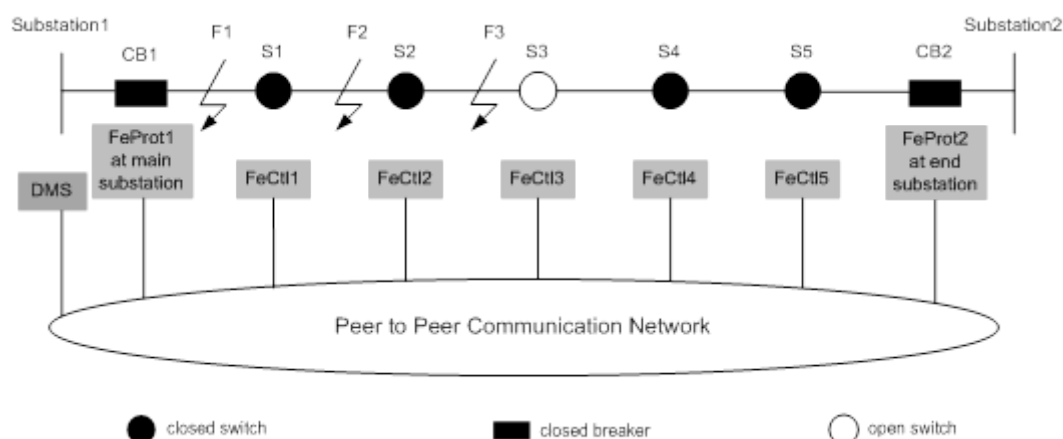 Substation1
Substation2
F1
F2
F3
CB1
S1
S2
S3
S4
S5
CB2
FeProt1
at main
substation
FeProt2
at end
substation
DMS
FeCtl1
FeCtl2
FeCtl3
FeCtl4
FeCtl5
Peer to Peer Communication Network
closed switch
closed breaker
open switch